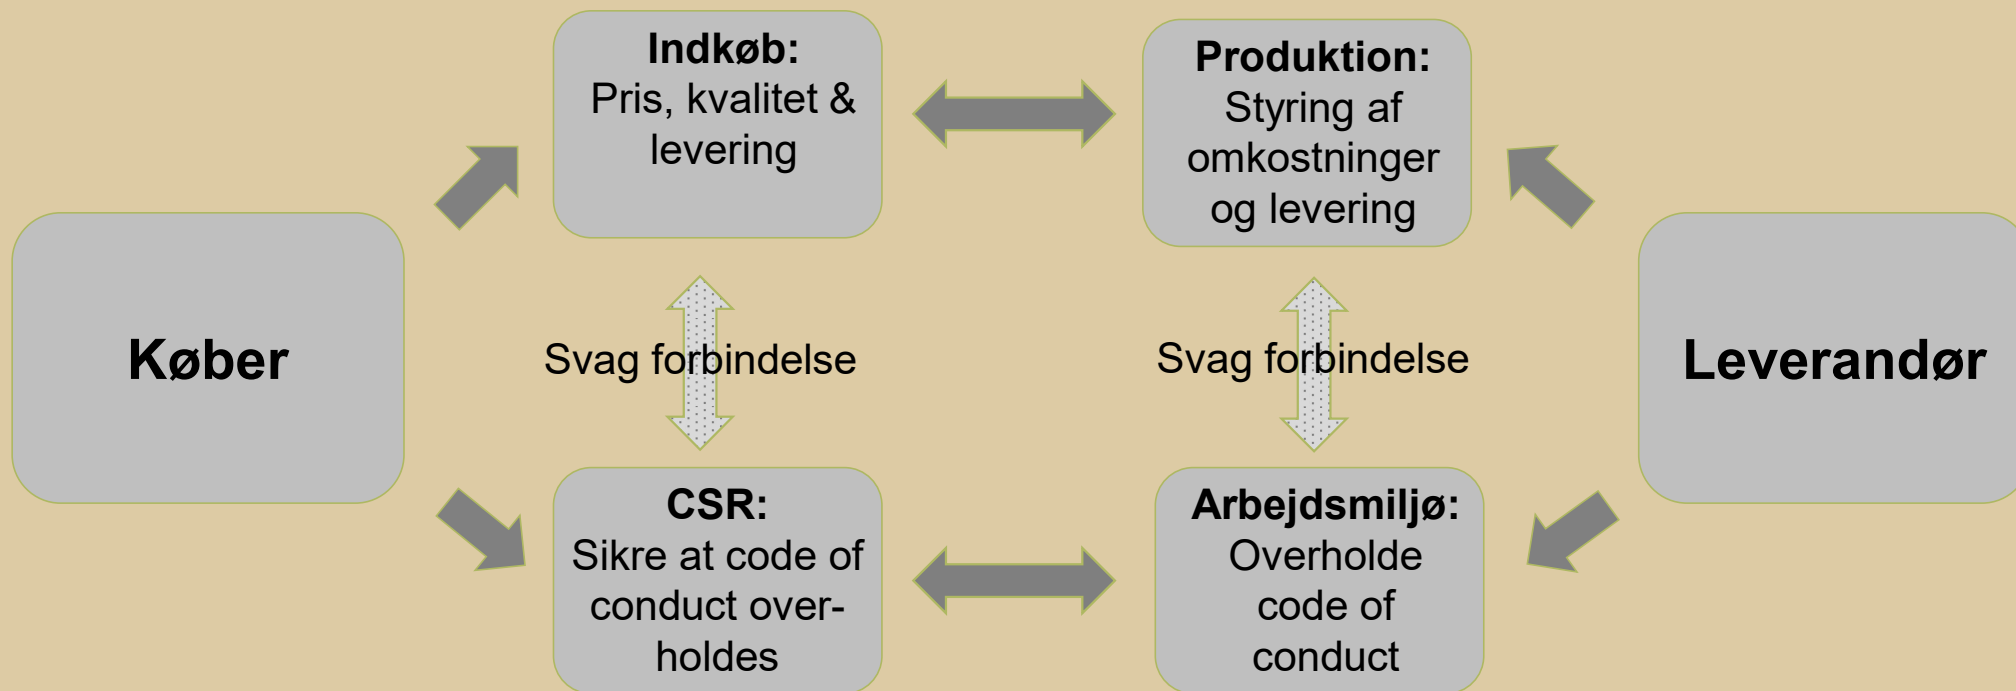 Indkøb:
Pris, kvalitet &
levering
Produktion:
Styring af
omkostninger
og levering
Køber
Svag forbindelse
Svag forbindelse
Leverandør
CSR:
Sikre at code of
conduct over-
holdes
Arbejdsmiljø:
Overholde
code of
conduct